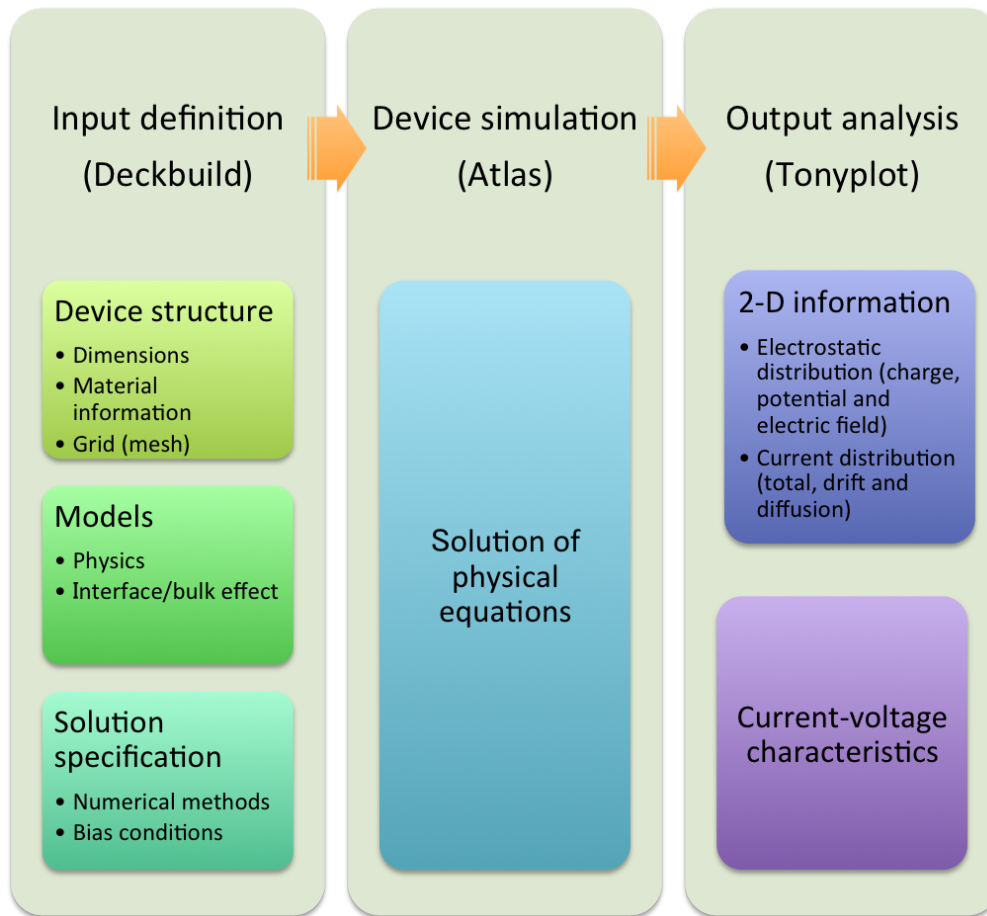 Input definition
(Deckbuild)
Device structure
• Dimensions
• Material
information
• Grid (mesh)
Models
• Physics
• Interface/bulk effect
Solution
specification
• Numerical methods
• Bias conditions
Device simulation
(Atlas)
Solution of
physical
equations
Output analysis
(Tonyplot)
2-D information
• Electrostatic
distribution (charge,
potential and
electric field)
• Current distribution
(total, drift and
diffusion)
Current-voltage
characteristics